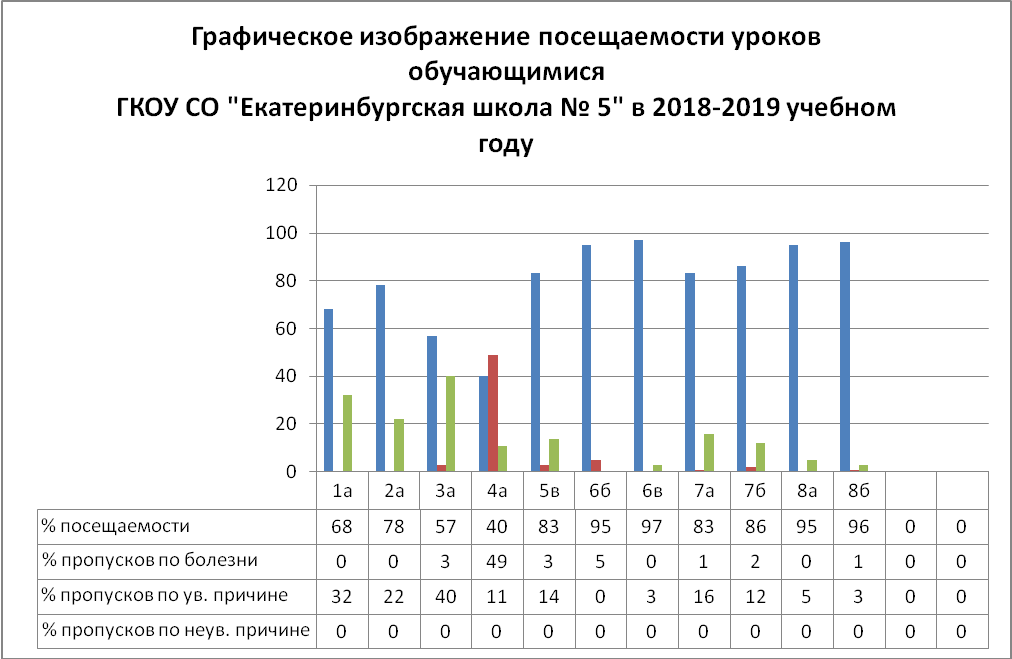 Графическое изображение посещаемости уроков
обучающимися
ГКОУ СО "Екатеринбургская школа № 5" в 2018-2019 учебном
году
120
100
80
60
40
20
0
1а 2а 3а 4а 5в 6б 6в 7а 7б 8а 8б
% посещаемости 68 78 57 40 83 95 97 83 86 95 96 0 0
% пропусков по болезни 0 0 3 49 3 5 0 1 2 0 1 0 0
% пропусков по ув. причине 32 22 40 11 14 0 3 16 12 5 3 0 0
% пропусков по неув. причине 0 0 0 0 0 0 0 0 0 0 0 0 0